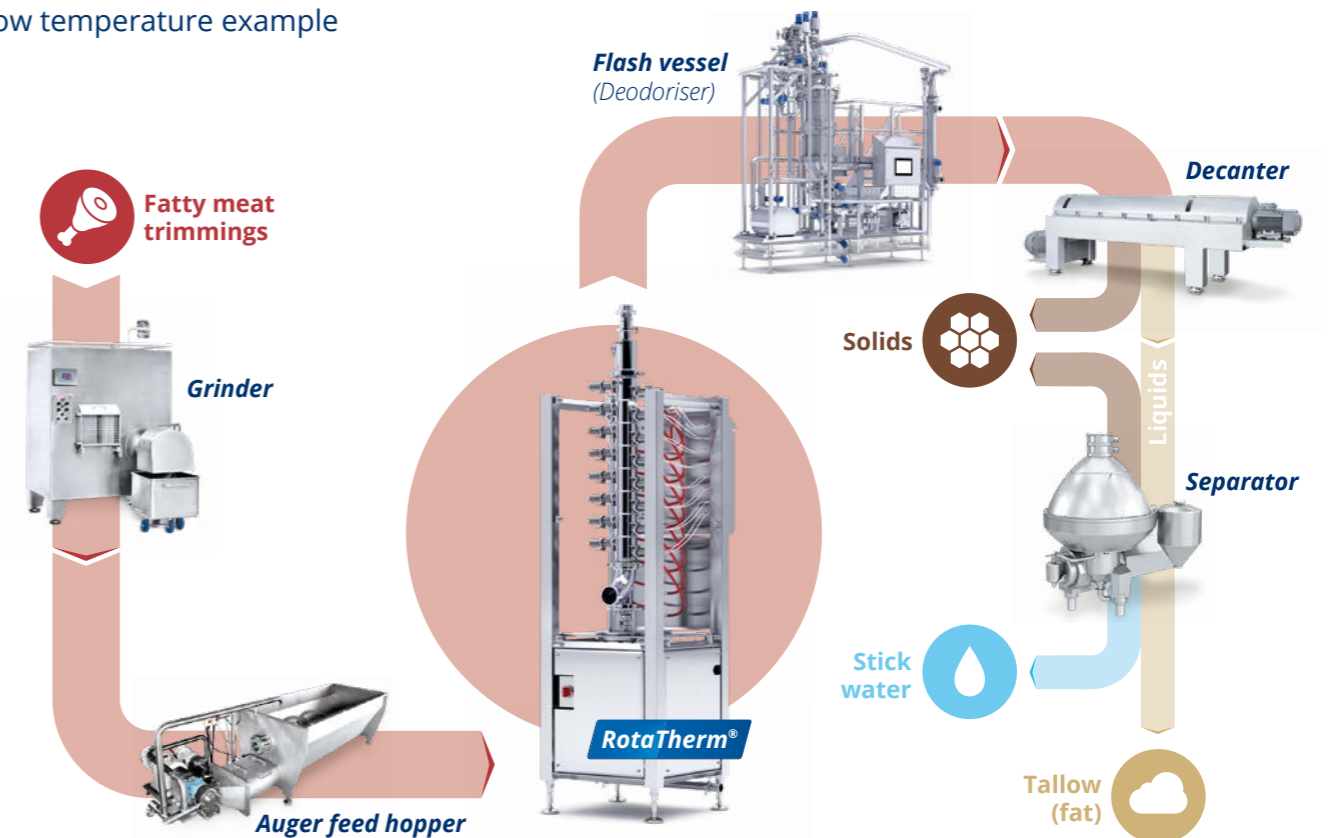 ow temperature example
Flash vessel
(Deodoriser)
Decanter
Fatty meat
trimmings
Grinder
Solids
Liquids
Separator
Stick
water
RotaTherm®
Tallow
(fat)
Auger feed hopper